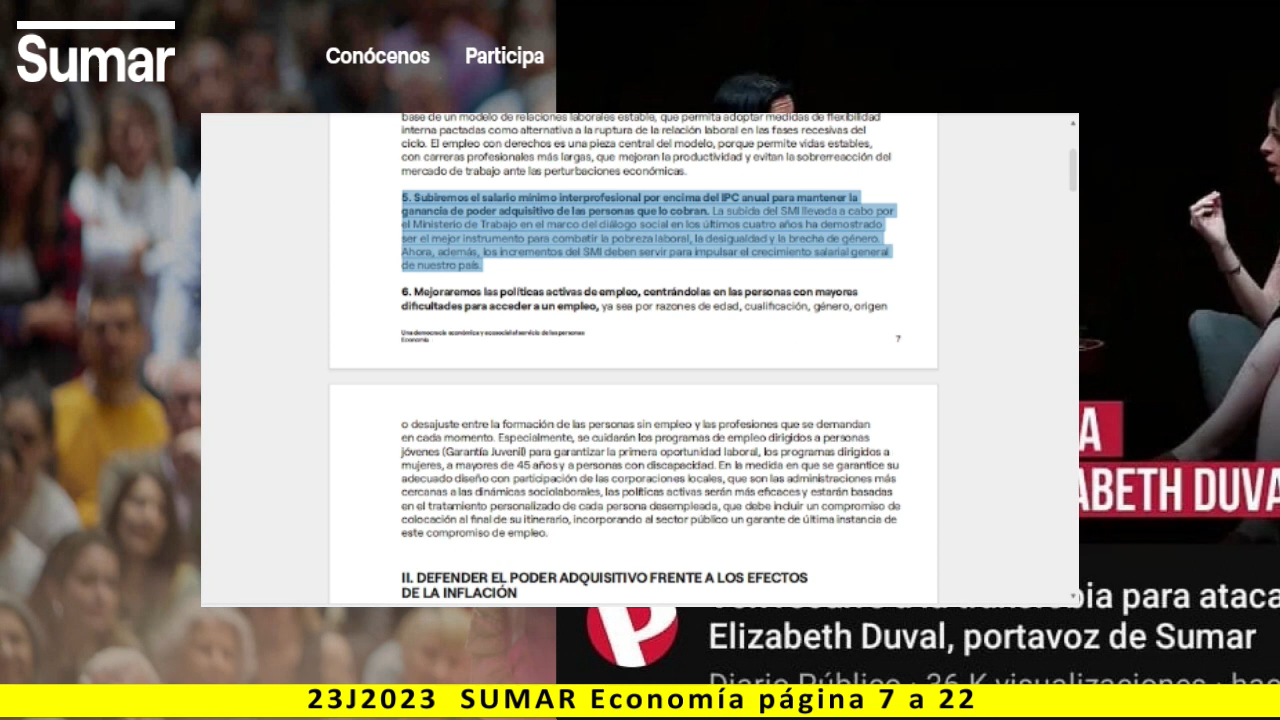 Sumar
Conócenos
Participa
base de un modelo de relaciones laborales estable, que permita adoptar medidas de flexibilidad
interna pactadas como alternativa a la ruptura de la relación laboral en las fases recesivas del
ciclo. El empleo con derechos es una pieza central del modelo, porque permite vidas estables,
con carreras profesionales más largas, que mejoran la productividad y evitan la sobrerreacción del
mercado de trabajo ante las perturbaciones económicas.
5. Subiremos el salario mínimo interprofesional por encima del IPC anual para mantener la
ganancia de poder adquisitivo de las personas que lo cobran. La subida del SMI llevada a cabo por
el Ministerio de Trabajo en el marco del diálogo social en los últimos cuatro años ha demostrado
ser el mejor instrumento para combatir la pobreza laboral, la desigualdad y la brecha de género.
Ahora, además, los incrementos del SMI deben servir para impulsar el crecimiento salarial general
de nuestro país.
6. Mejoraremos las políticas activas de empleo, centrándolas en las personas con mayores
dificultades para acceder a un empleo, ya sea por razones de edad, cualificación, género, origen
Una democracia económica y ecosocial al servicio de las personas
Economía
7
o desajuste entre la formación de las personas sin empleo y las profesiones que se demandan
en cada momento. Especialmente, se cuidarán los programas de empleo dirigidos a personas
jóvenes (Garantía Juvenil) para garantizar la primera oportunidad laboral, los programas dirigidos a
mujeres, a mayores de 45 años y a personas con discapacidad. En la medida en que se garantice su
adecuado diseño con participación de las corporaciones locales, que son las administraciones más
cercanas a las dinámicas sociolaborales, las políticas activas serán más eficaces y estarán basadas
en el tratamiento personalizado de cada persona desempleada, que debe incluir un compromiso de
colocación al final de su itinerario, incorporando al sector público un garante de última instancia de
este compromiso de empleo.
II. DEFENDER EL PODER ADQUISITIVO FRENTE A LOS EFECTOS
DE LA INFLACIÓN
A
ABETH DUVA
bia para ataca
Elizabeth Duval, portavoz de Sumar
Diario Público · 36 K visualizaciones · hac
23J2023 SUMAR Economía página 7 a 22